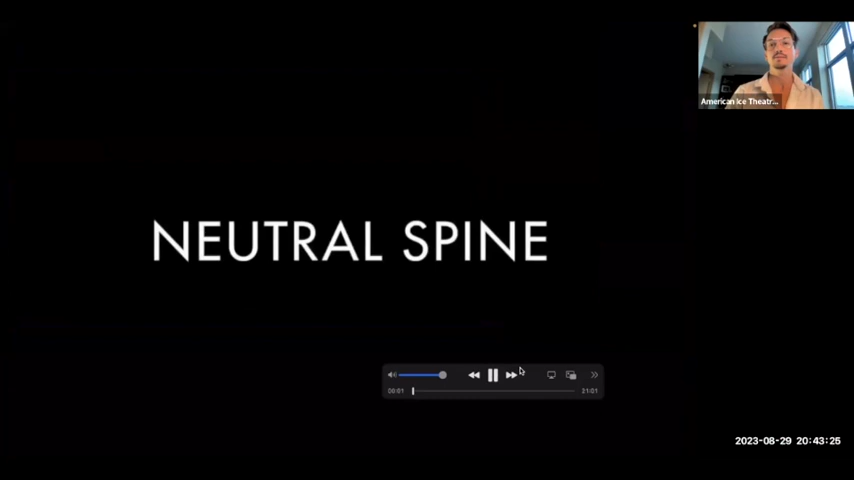 American Ice Theatr...
NEUTRAL SPINE
00:01
21:01
2023-08-29 20:43:25